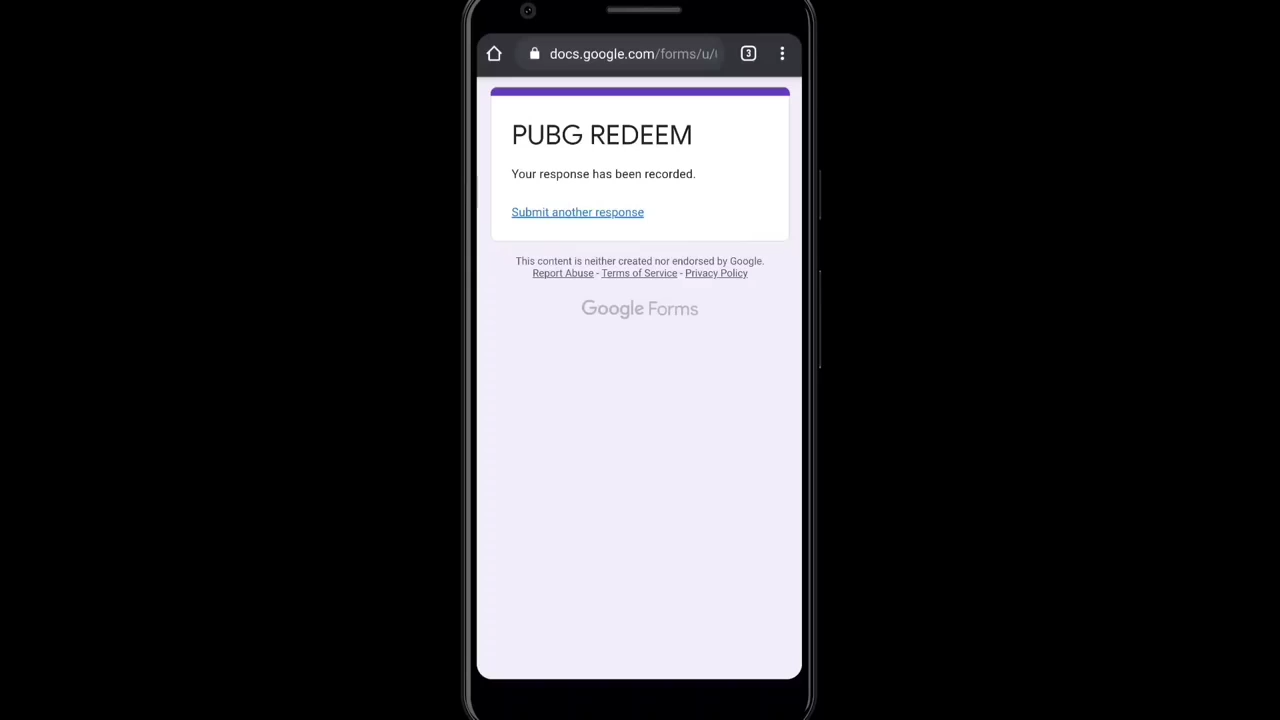 docs.google.com/forms/u/
3
PUBG REDEEM
Your response has been recorded.
Submit another response
This content is neither created nor endorsed by Google.
Report Abuse - Terms of Service - Privacy Policy
Google Forms